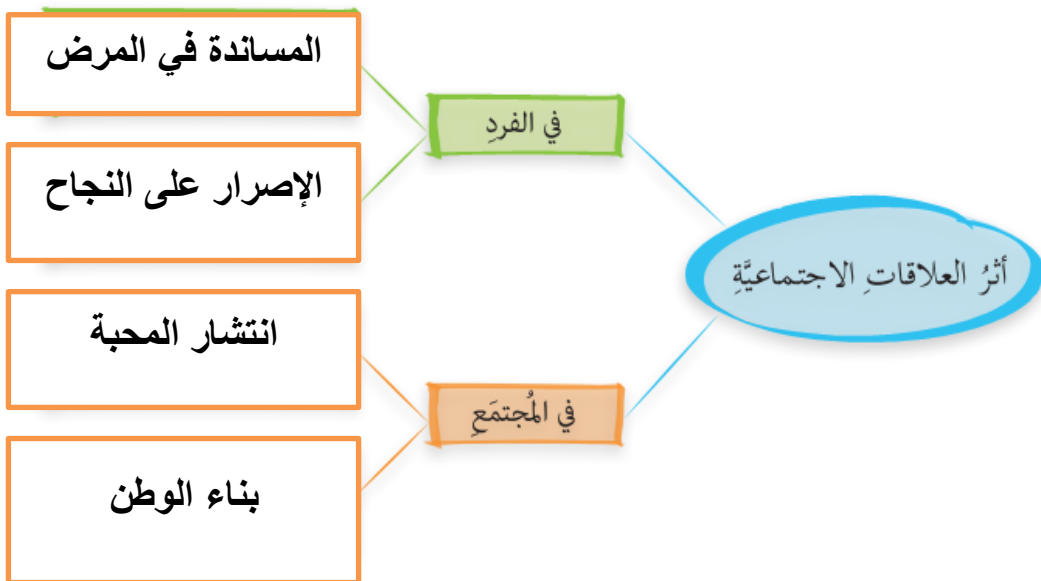 أثرُ العلاقاتِ الاجتماعيَّةِ
في الفردِ
المساندة في المرض
الإصرار على النجاح
في المُجتمَعِ
انتشار المحبة
بناء الوطن